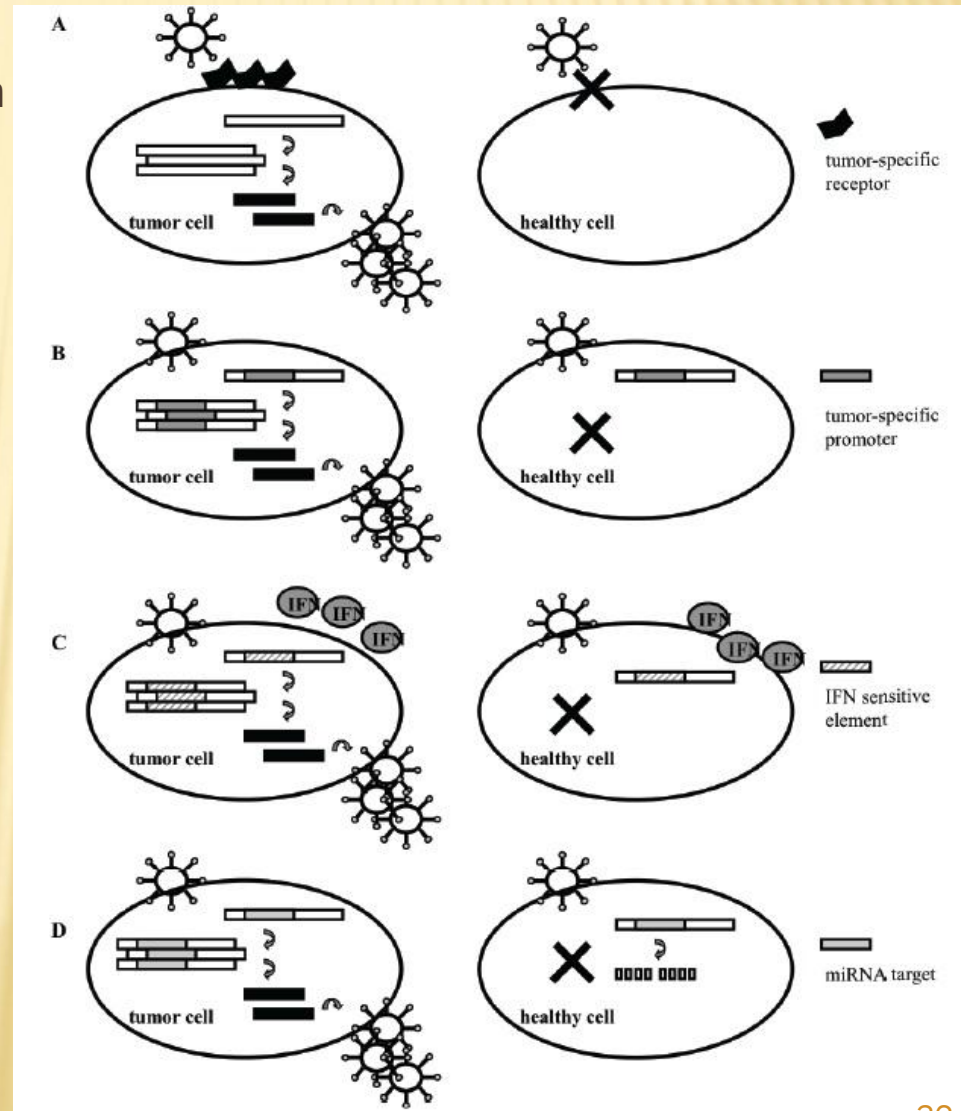 A
tumor cell
healthy cell
tumor-specific
receptor
B
tumor cell
healthy cell
tumor-specific
promoter
C
IFN IFN IFN
tumor cell
IFN IFN IFN
healthy cell
IFN sensitive
element
D
tumor cell
healthy cell
miRNA target